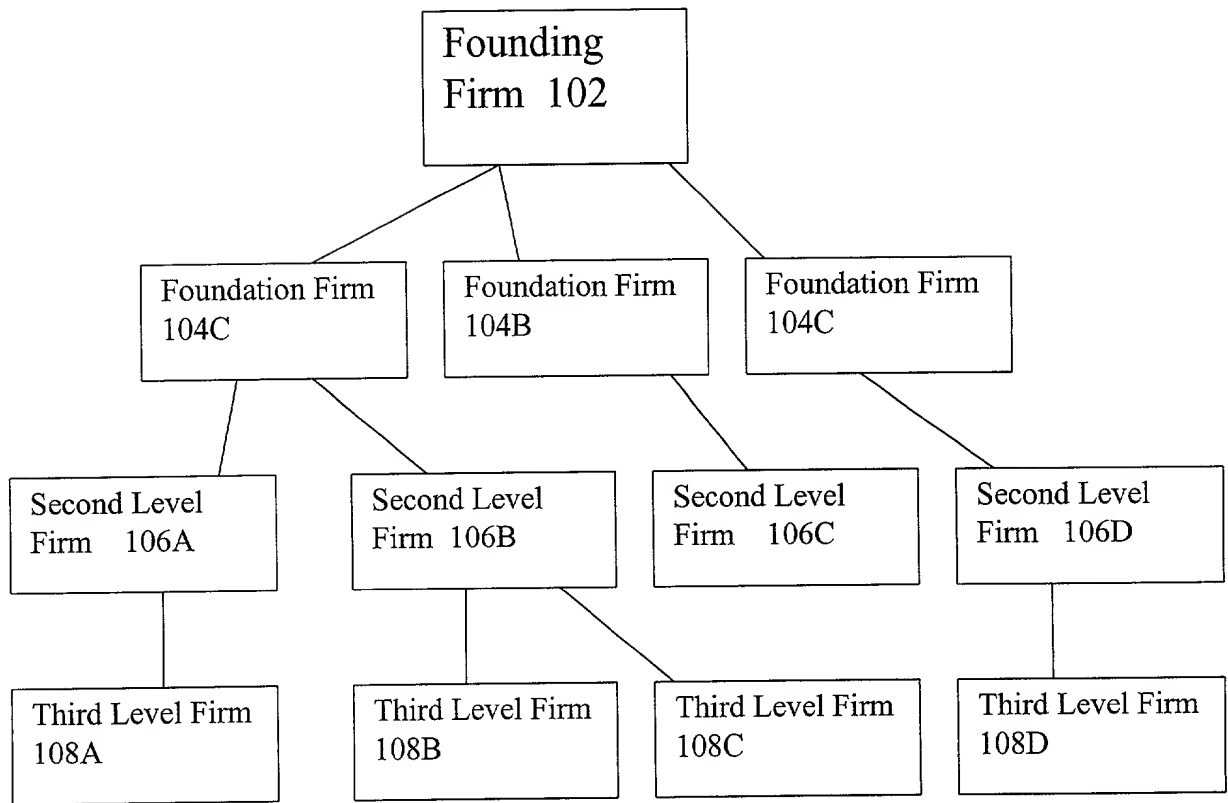 Founding
Firm 102
Foundation Firm
104C
Foundation Firm
104B
Foundation Firm
104C
Second Level
Firm 106A
Second Level
Firm 106B
Second Level
Firm 106C
Second Level
Firm 106D
Third Level Firm
108A
Third Level Firm
108B
Third Level Firm
108C
Third Level Firm
108D